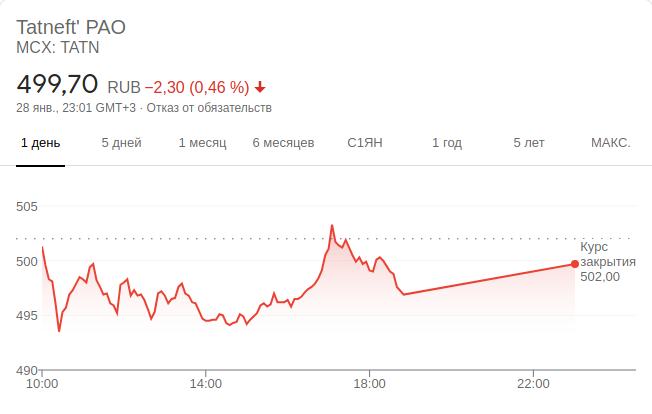 Tatneft' PAO
MCX: TATN
499,70 RUB −2,30 (0,46 %)
28 янв., 23:01 GMT+3 · Отказ от обязательств
1 день 5 дней 1 месяц 6 месяцев С1ЯН 1 год 5 лет МАКС.
505
500
495
490
Курс
закрытия
502,00
10:00 14:00 18:00 22:00